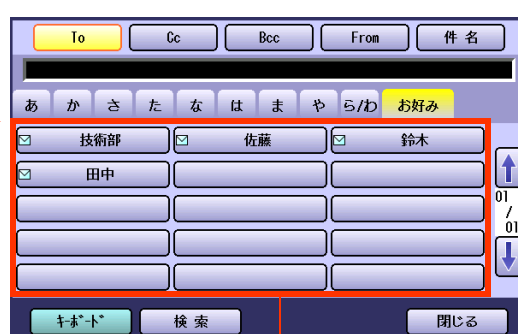 To Cc Bcc From 件 名
あ か さ た な は ま や ら/わ お好み
技術部 佐藤 鈴木
田中
01
/
01
ｷｰﾎﾞｰﾄﾞ 検 索 閉じる